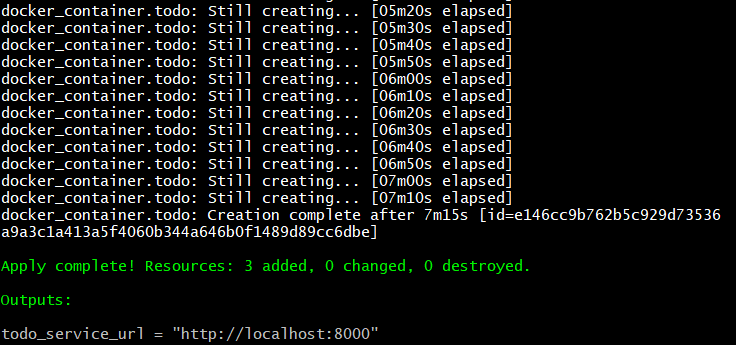 docker_container.todo: Still creating... [05m20s elapsed]
docker_container.todo: Still creating... [05m30s elapsed]
docker_container.todo: Still creating... [05m40s elapsed]
docker_container.todo: Still creating... [05m50s elapsed]
docker_container.todo: Still creating... [06m00s elapsed]
docker_container.todo: Still creating... [06m10s elapsed]
docker_container.todo: Still creating... [06m20s elapsed]
docker_container.todo: Still creating... [06m30s elapsed]
docker_container.todo: Still creating... [06m40s elapsed]
docker_container.todo: Still creating... [06m50s elapsed]
docker_container.todo: Still creating... [07m00s elapsed]
docker_container.todo: Still creating... [07m10s elapsed]
docker_container.todo: Creation complete after 7m15s [id=e146cc9b762b5c929d73536
a9a3c1a413a5f4060b344a646b0f1489d89cc6dbe]
Apply complete! Resources: 3 added, 0 changed, 0 destroyed.
Outputs:
todo_service_url = "http://localhost:8000"